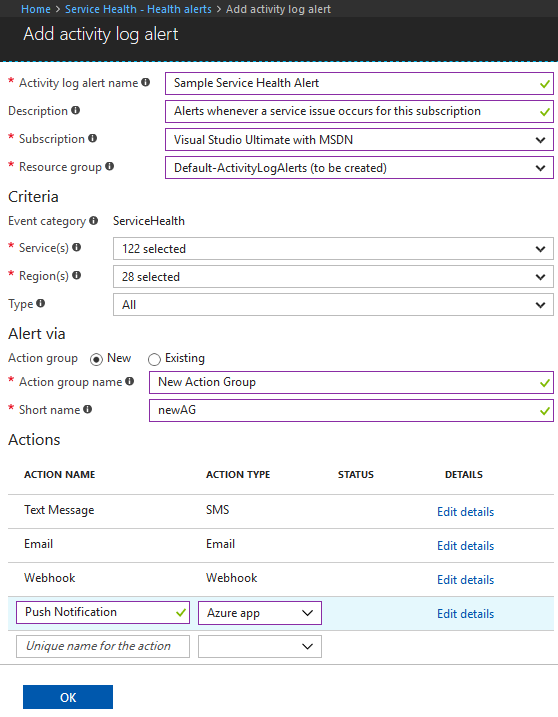 Home > Service Health - Health alerts > Add activity log alert
Add activity log alert
* Activity log alert name Sample Service Health Alert
Description Alerts whenever a service issue occurs for this subscription
* Subscription Visual Studio Ultimate with MSDN
* Resource group Default-ActivityLogAlerts (to be created)
Criteria
Event category ServiceHealth
* Service(s) 122 selected
* Region(s) 28 selected
Type All
Alert via
Action group New Existing
* Action group name New Action Group
* Short name newAG
Actions
ACTION NAME ACTION TYPE STATUS DETAILS
Text Message SMS Edit details
Email Email Edit details
Webhook Webhook Edit details
Push Notification Azure app Edit details
Unique name for the action
OK